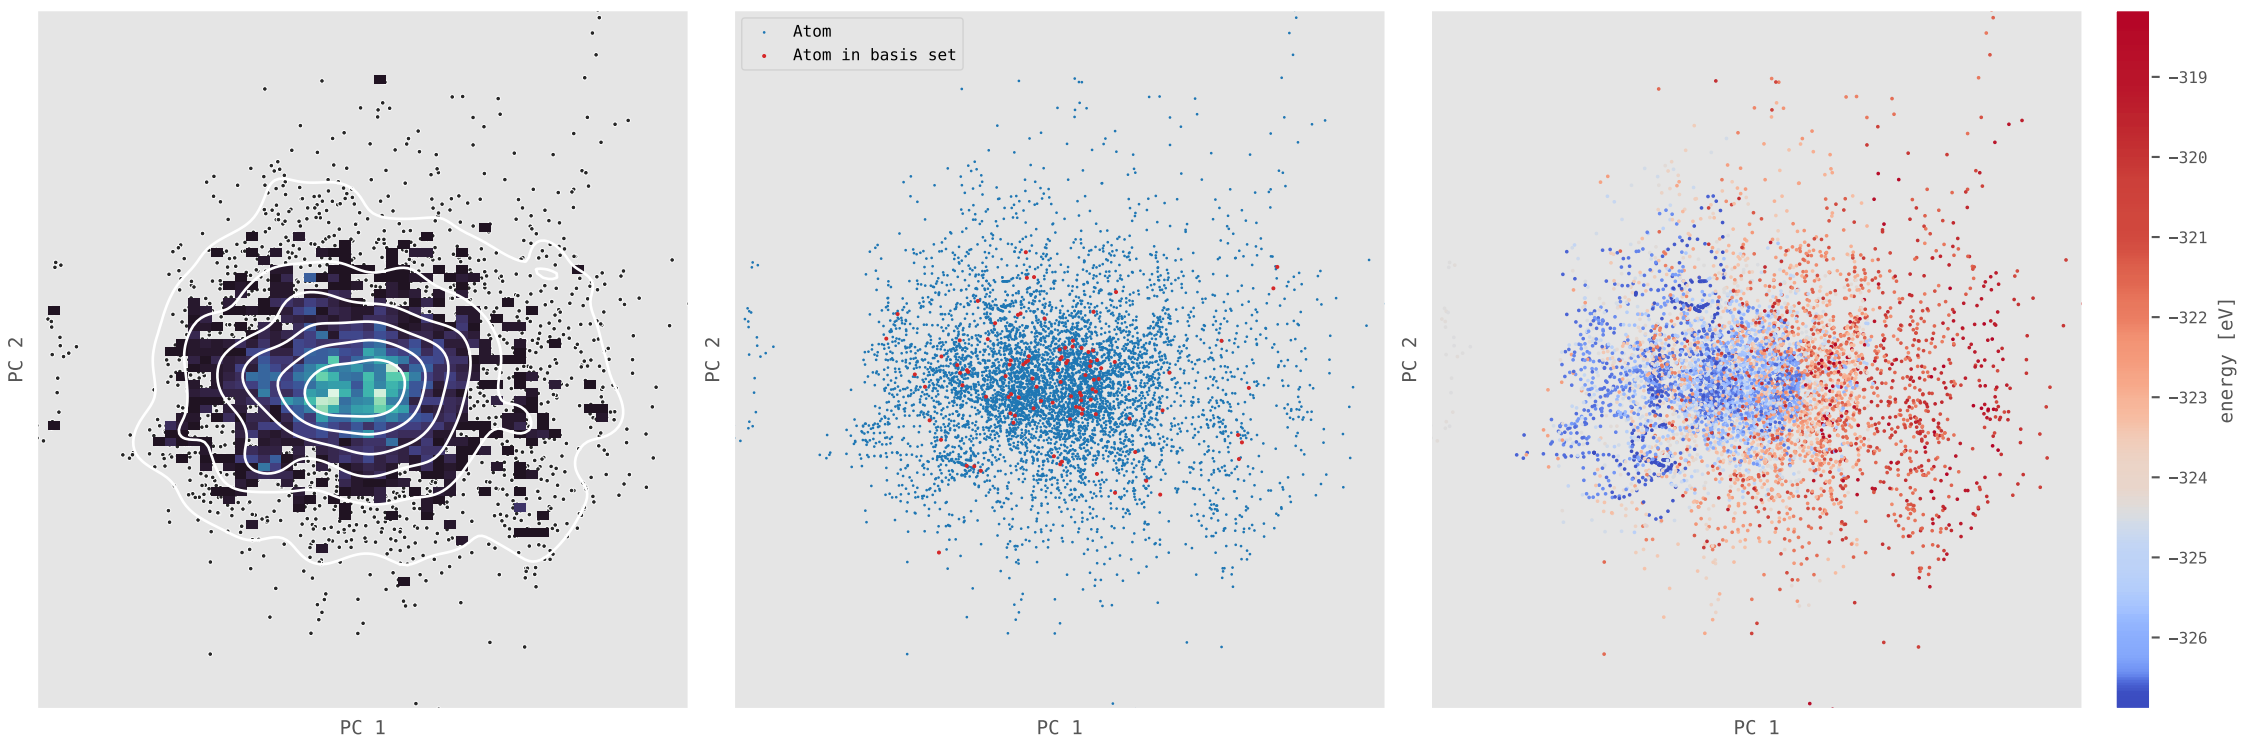 PC 2
PC 1
Atom
Atom in basis set
PC 2
PC 1
PC 2
PC 1
−319
−320
−321
−322
−323
−324
−325
−326
energy [eV]